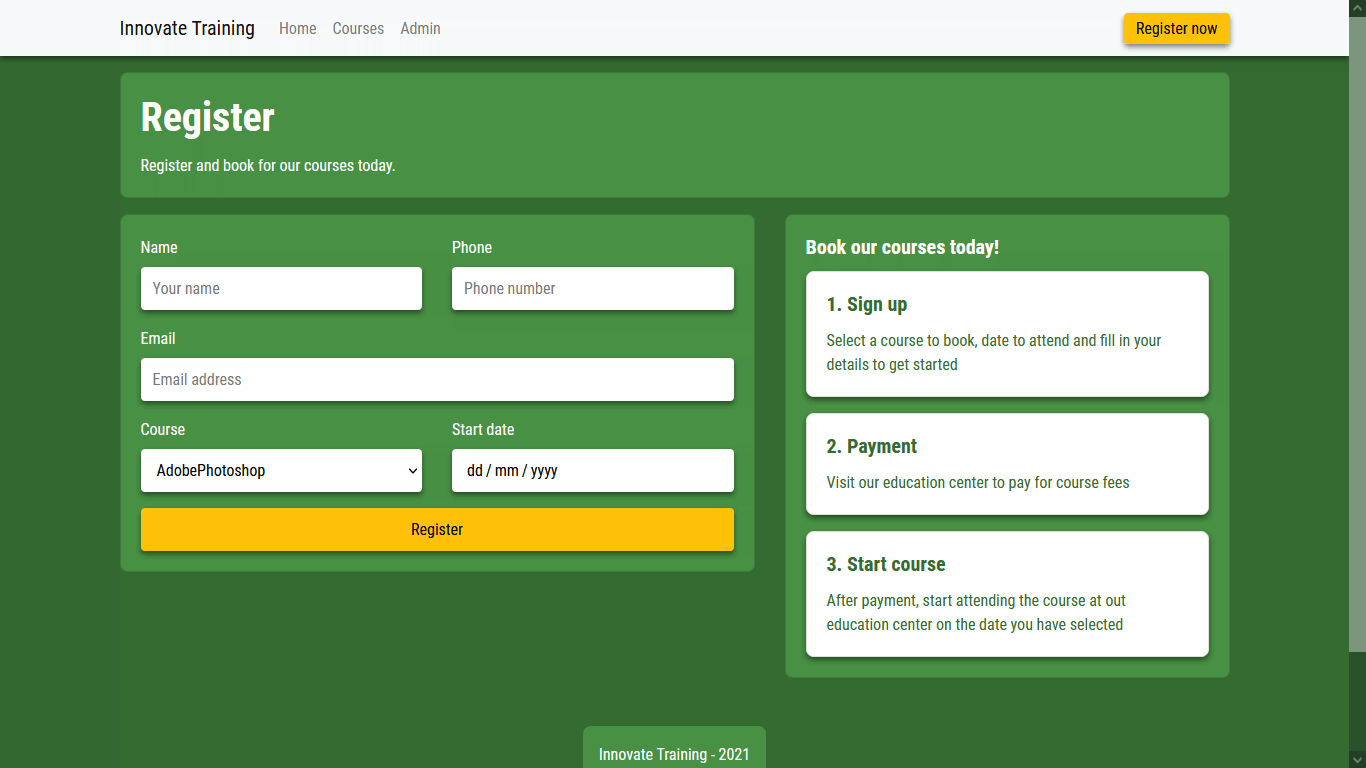 Innovate Training Home Courses Admin Register now
Register
Register and book for our courses today.
Name Phone
Your name Phone number
Email
Email address
Course Start date
AdobePhotoshop dd / mm / yyyy
Register
Book our courses today!
1. Sign up
Select a course to book, date to attend and fill in your
details to get started
2. Payment
Visit our education center to pay for course fees
3. Start course
After payment, start attending the course at out
education center on the date you have selected
Innovate Training - 2021